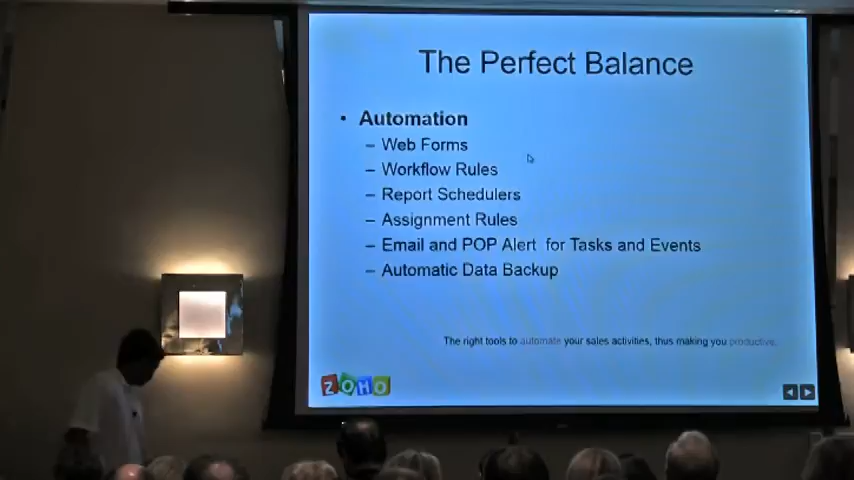 The Perfect Balance
• Automation
– Web Forms
– Workflow Rules
– Report Schedulers
– Assignment Rules
– Email and POP Alert for Tasks and Events
– Automatic Data Backup
The right tools to automate your sales activities, thus making you productive.
ZOHO